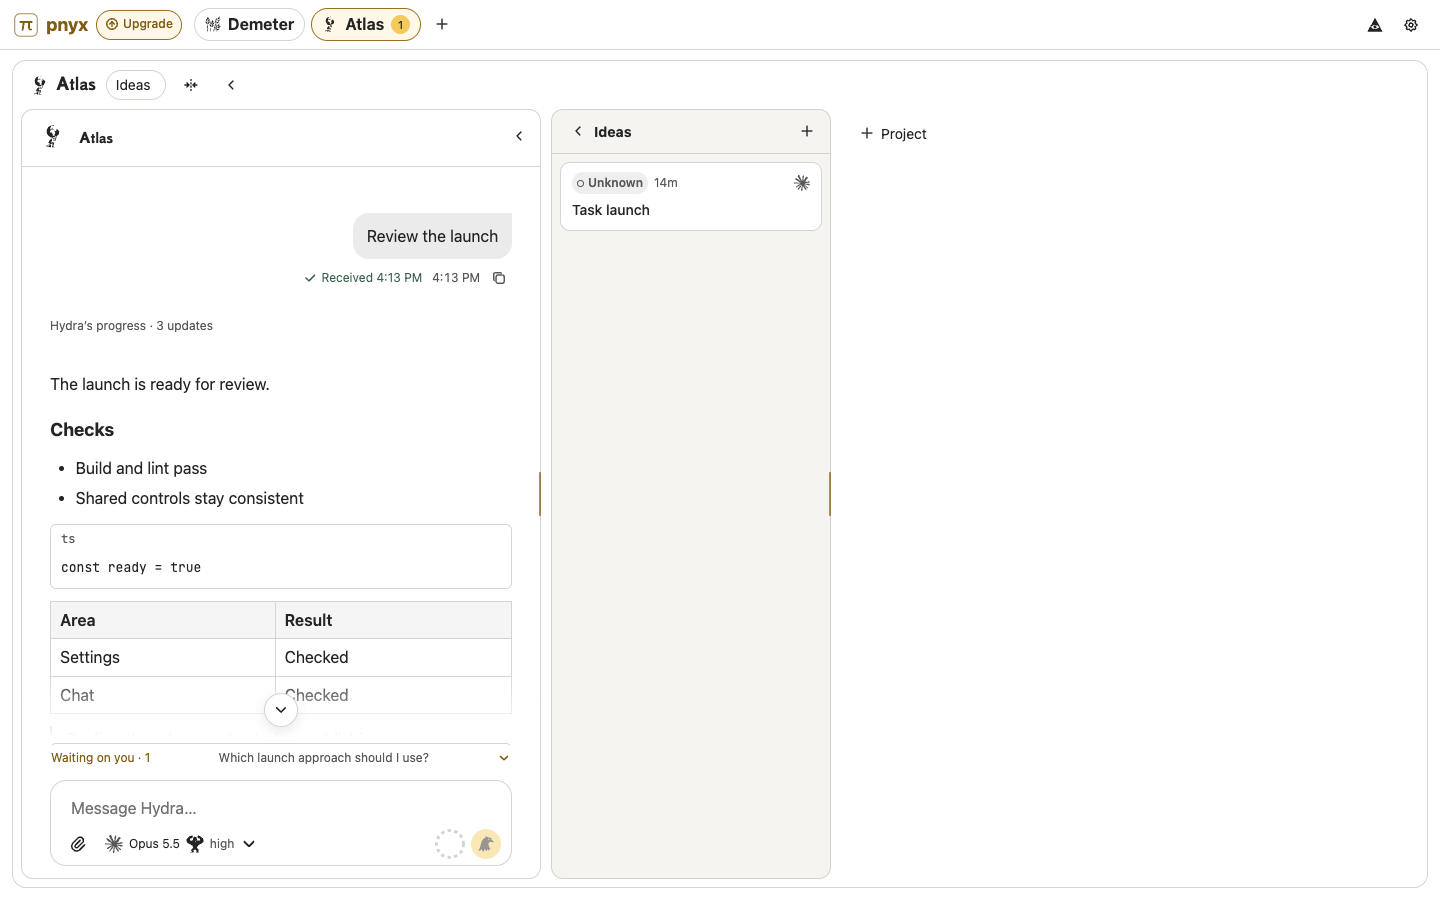 π pnyx Upgrade Demeter Atlas 1
Atlas Ideas
Atlas
Review the launch
Received 4:13 PM 4:13 PM
Hydra's progress · 3 updates
The launch is ready for review.
Checks
• Build and lint pass
• Shared controls stay consistent
ts
const ready = true
Area Result
Settings Checked
Chat Checked
Waiting on you · 1 Which launch approach should I use?
Message Hydra...
Opus 5.5 high
Ideas
Unknown 14m
Task launch
Project